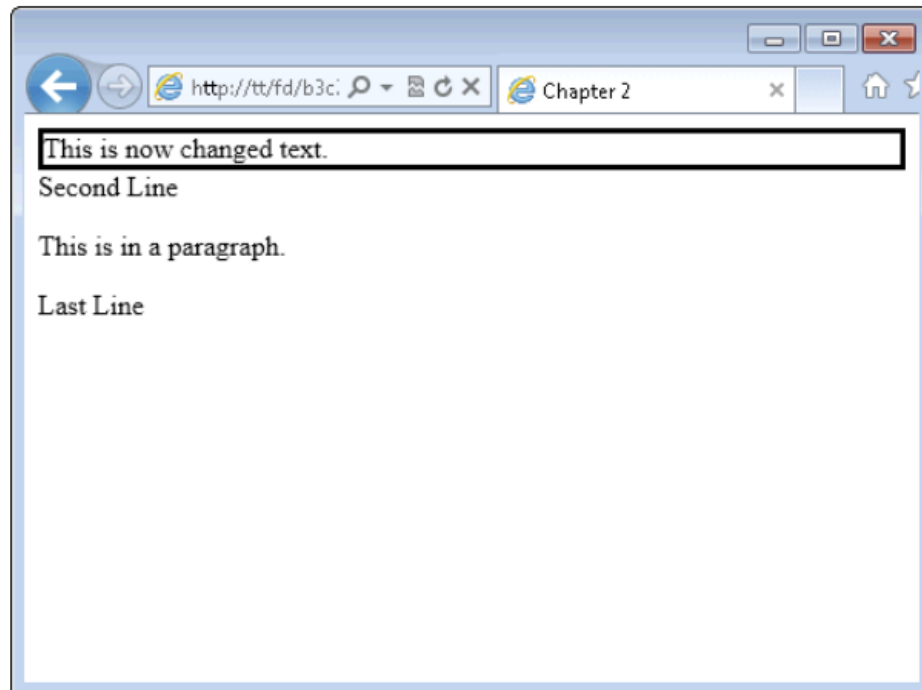 http://tt/fd/b3c
Chapter 2
This is now changed text.
Second Line
This is in a paragraph.
Last Line